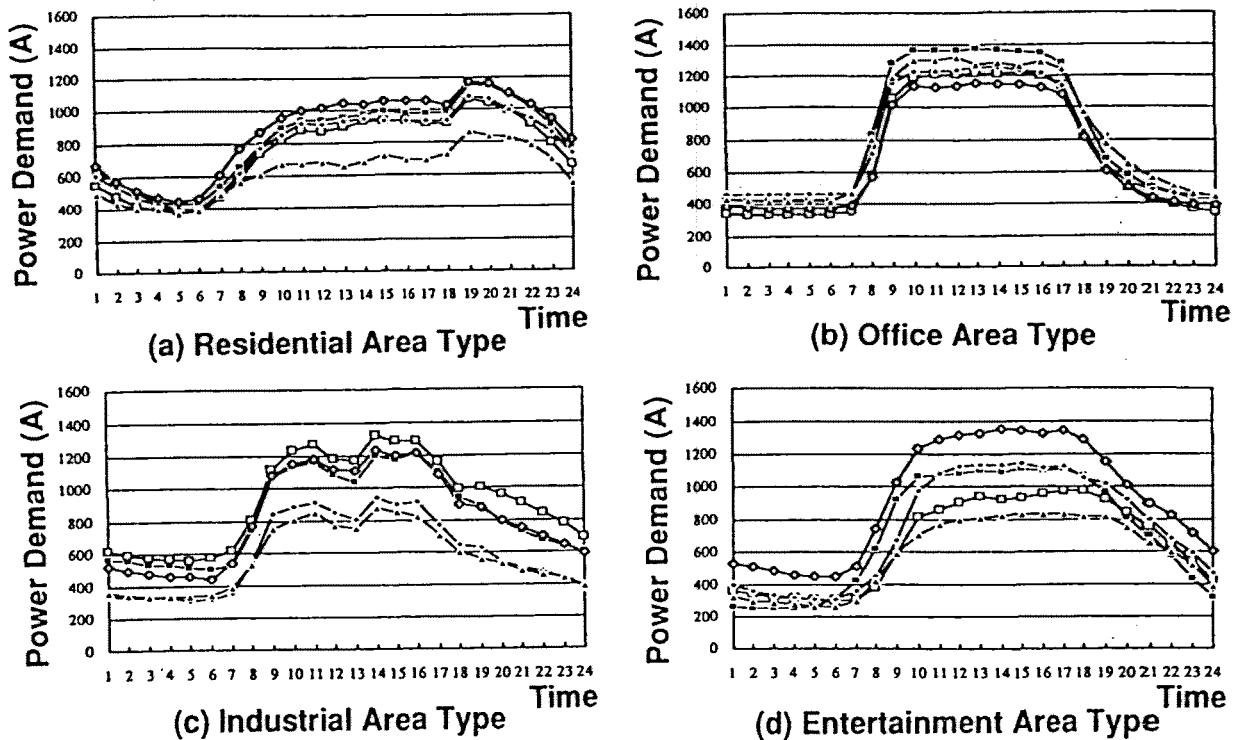 Power Demand (A)
1600
1400
1200
1000
800
600
400
200
0
1 2 3 4 5 6 7 8 9 10 11 12 13 14 15 16 17 18 19 20 21 22 23 24
Time
(a) Residential Area Type
Power Demand (A)
1600
1400
1200
1000
800
600
400
200
0
1 2 3 4 5 6 7 8 9 10 11 12 13 14 15 16 17 18 19 20 21 22 23 24
Time
(b) Office Area Type
Power Demand (A)
1600
1400
1200
1000
800
600
400
200
0
1 2 3 4 5 6 7 8 9 10 11 12 13 14 15 16 17 18 19 20 21 22 23 24
Time
(c) Industrial Area Type
Power Demand (A)
1600
1400
1200
1000
800
600
400
200
0
1 2 3 4 5 6 7 8 9 10 11 12 13 14 15 16 17 18 19 20 21 22 23 24
Time
(d) Entertainment Area Type